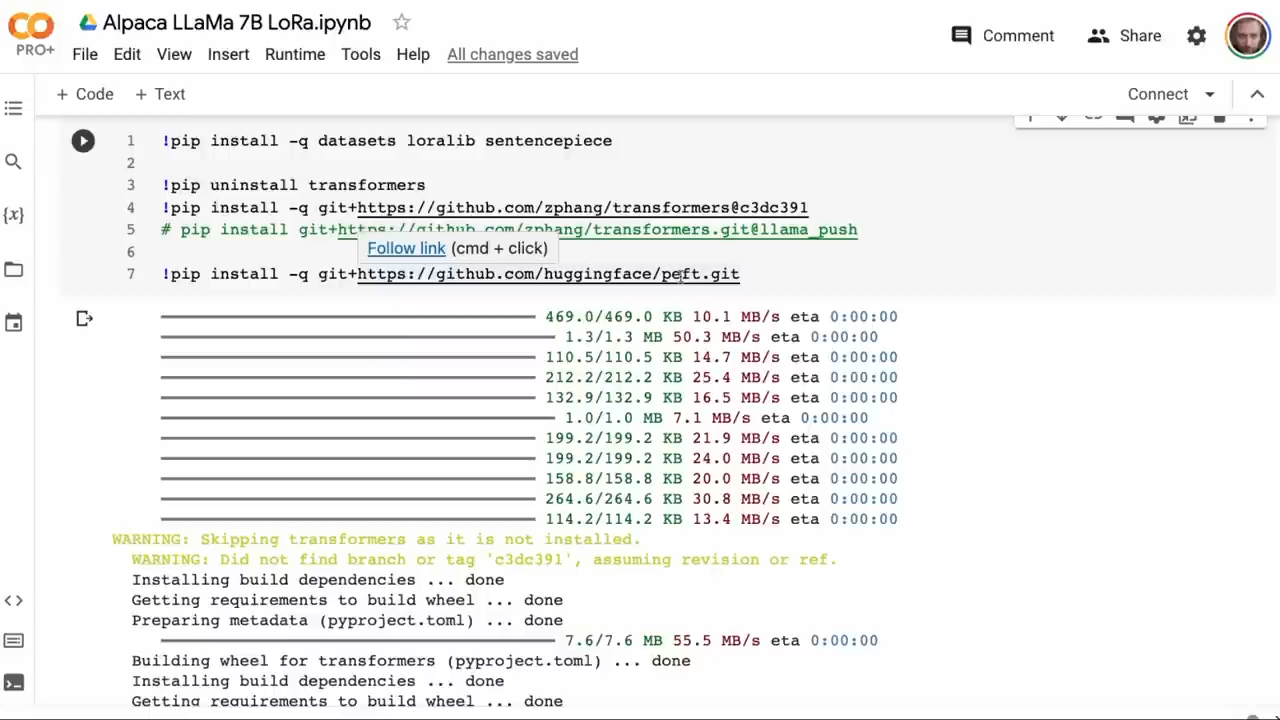 CO
PRO+
Alpaca LLaMa 7B LoRa.ipynb
File Edit View Insert Runtime Tools Help All changes saved
Comment Share
+ Code + Text
Connect
1 !pip install -q datasets loralib sentencepiece
2
3 !pip uninstall transformers
4 !pip install -q git+https://github.com/zphang/transformers@c3dc391
5 # pip install git+https://github.com/zphang/transformers.git@llama_push
Follow link (cmd + click)
6
7 !pip install -q git+https://github.com/huggingface/peft.git
469.0/469.0 KB 10.1 MB/s eta 0:00:00
1.3/1.3 MB 50.3 MB/s eta 0:00:00
110.5/110.5 KB 14.7 MB/s eta 0:00:00
212.2/212.2 KB 25.4 MB/s eta 0:00:00
132.9/132.9 KB 16.5 MB/s eta 0:00:00
1.0/1.0 MB 7.1 MB/s eta 0:00:00
199.2/199.2 KB 21.9 MB/s eta 0:00:00
199.2/199.2 KB 24.0 MB/s eta 0:00:00
158.8/158.8 KB 20.0 MB/s eta 0:00:00
264.6/264.6 KB 30.8 MB/s eta 0:00:00
114.2/114.2 KB 13.4 MB/s eta 0:00:00
WARNING: Skipping transformers as it is not installed.
WARNING: Did not find branch or tag 'c3dc391', assuming revision or ref.
Installing build dependencies ... done
Getting requirements to build wheel ... done
Preparing metadata (pyproject.toml) ... done
7.6/7.6 MB 55.5 MB/s eta 0:00:00
Building wheel for transformers (pyproject.toml) ... done
Installing build dependencies ... done
Getting requirements to build wheel ... done